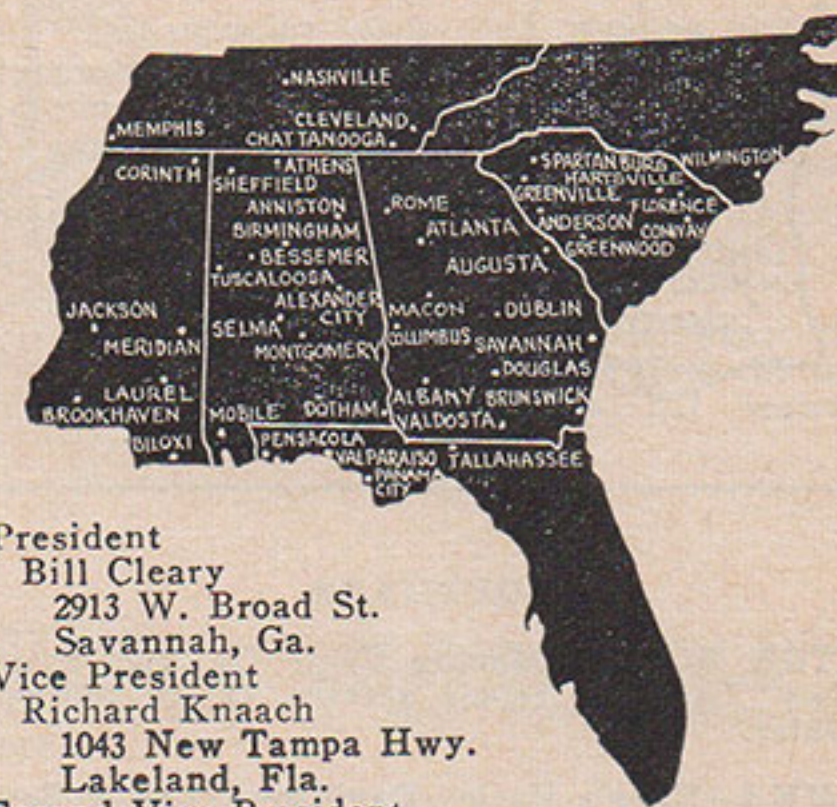 NASHVILLE
CLEVELAND
MEMPHIS
CHATTANOOGA
CORINTH
ATHENS
SPARTANBURG
WILMINGTON
SHEFFIELD
HARTSVILLE
GREENVILLE
ANNISTON
ROME
FLORENCE
BIRMINGHAM
ATLANTA
ANDERSON
CONWAY
BESSEMER
GREENWOOD
TUSCALOOSA
AUGUSTA
ALEXANDER
CITY
JACKSON
MACON
DUBLIN
SELMA
COLUMBUS
MERIDIAN
MONTGOMERY
SAVANNAH
DOUGLAS
LAUREL
ALBANY
BRUNSWICK
BROOKHAVEN
MOBILE
DOTHAM
VALDOSTA
BILOXI
PENSACOLA
VALPARAISO
TALLAHASSEE
PANAMA
CITY
President
Bill Cleary
2913 W. Broad St.
Savannah, Ga.
Vice President
Richard Knaach
1043 New Tampa Hwy.
Lakeland, Fla.
Vice President